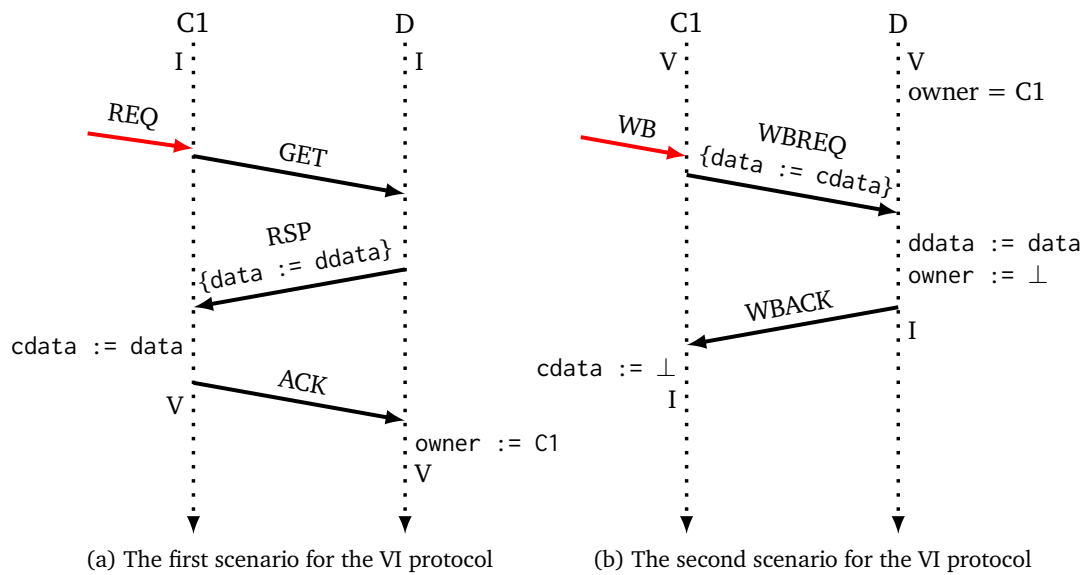 C1 D
I I
REQ
GET
RSP
{data := ddata}
cdata := data
ACK
V
owner := C1
V
(a) The first scenario for the VI protocol
C1 D
V V
owner = C1
WB
WBREQ
{data := cdata}
ddata := data
owner := ⊥
WBACK
I
cdata := ⊥
I
(b) The second scenario for the VI protocol